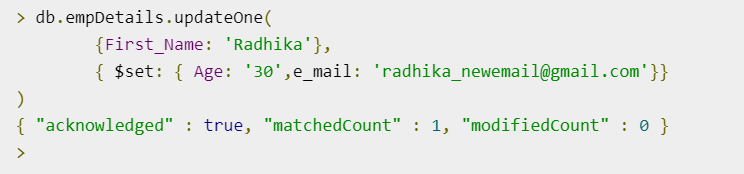 > db.empDetails.updateOne(
{First_Name: 'Radhika'},
{ $set: { Age: '30',e_mail: 'radhika_newemail@gmail.com'}}
)
{ "acknowledged" : true, "matchedCount" : 1, "modifiedCount" : 0 }
>